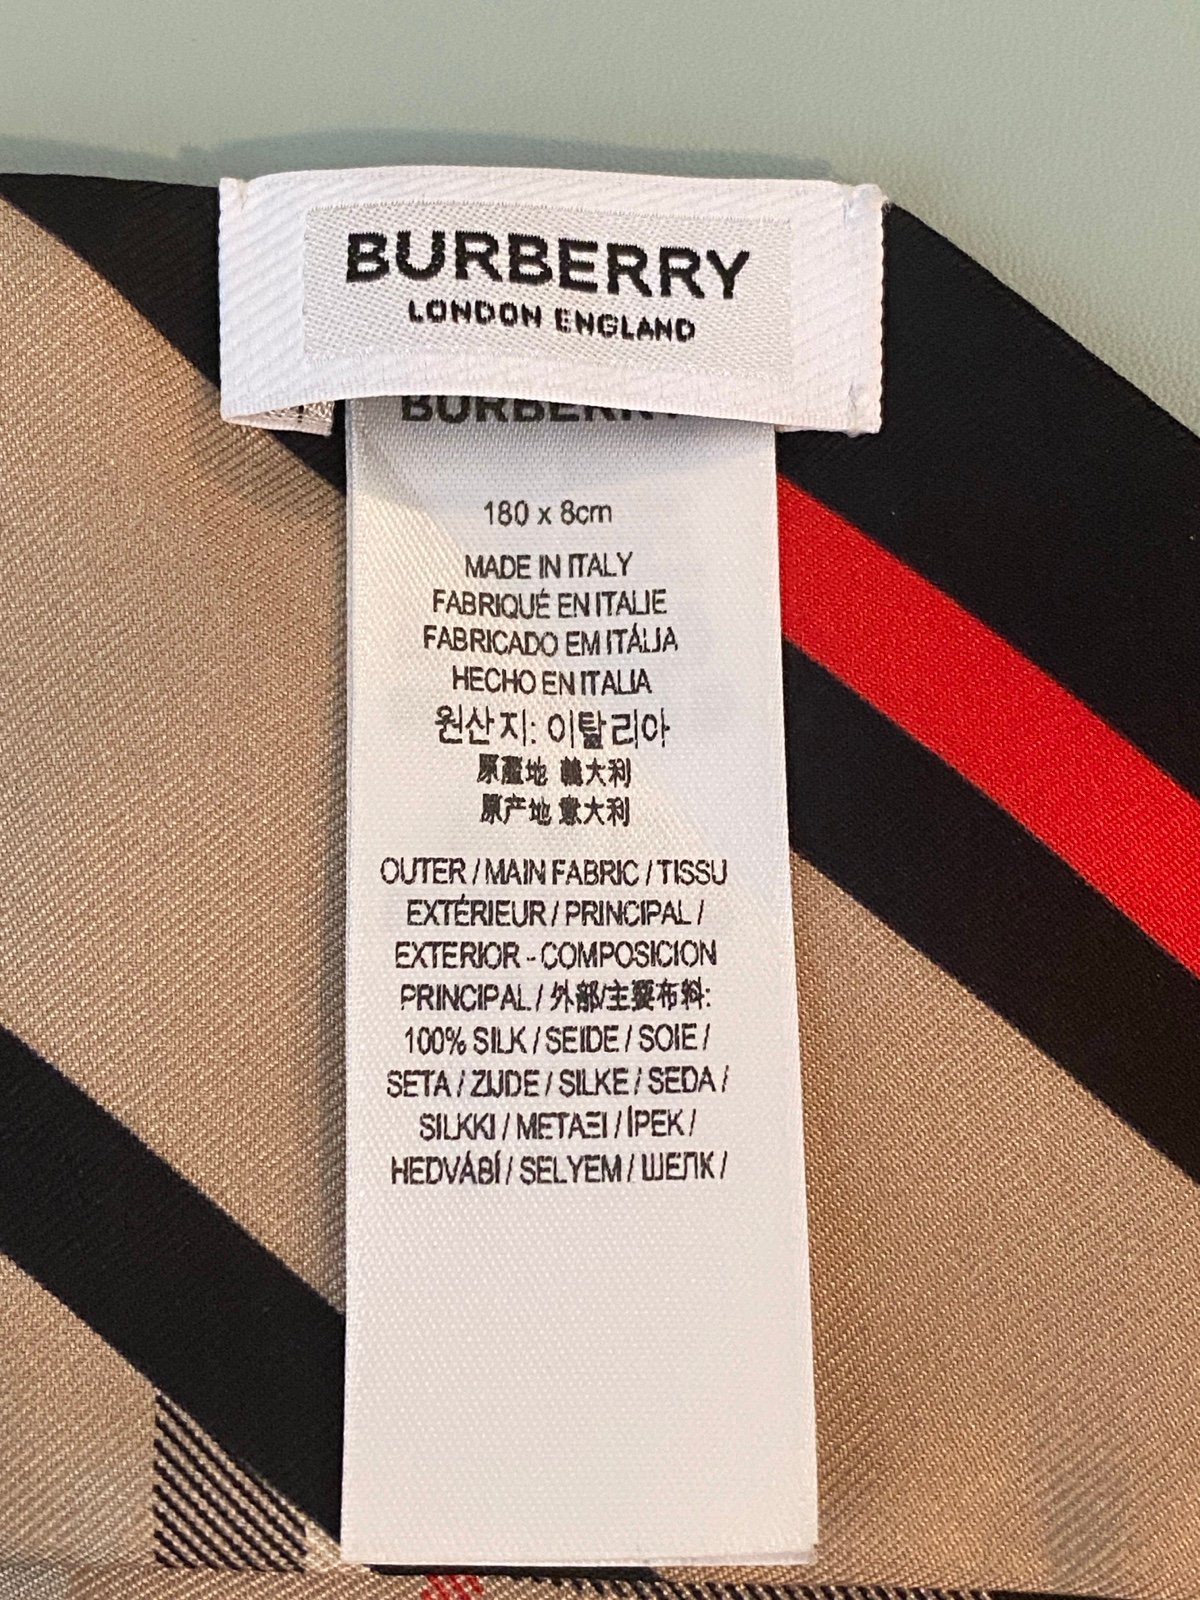 BURBERRY
LONDON ENGLAND
BURBERRY
180 x 8cm
MADE IN ITALY
FABRIQUÉ EN ITALIE
FABRICADO EM ITÁLIA
HECHO EN ITALIA
원산지: 이탈리아
原產地 義大利
原产地 意大利
OUTER / MAIN FABRIC / TISSU
EXTÉRIEUR / PRINCIPAL /
EXTERIOR - COMPOSICION
PRINCIPAL / 外部/主要布料:
100% SILK / SEIDE / SOIE /
SETA / ZIJDE / SILKE / SEDA /
SILKKI / ΜΕΤΑΞΙ / İPEK /
HEDVÁBÍ / SELYEM / ШЕЛК /